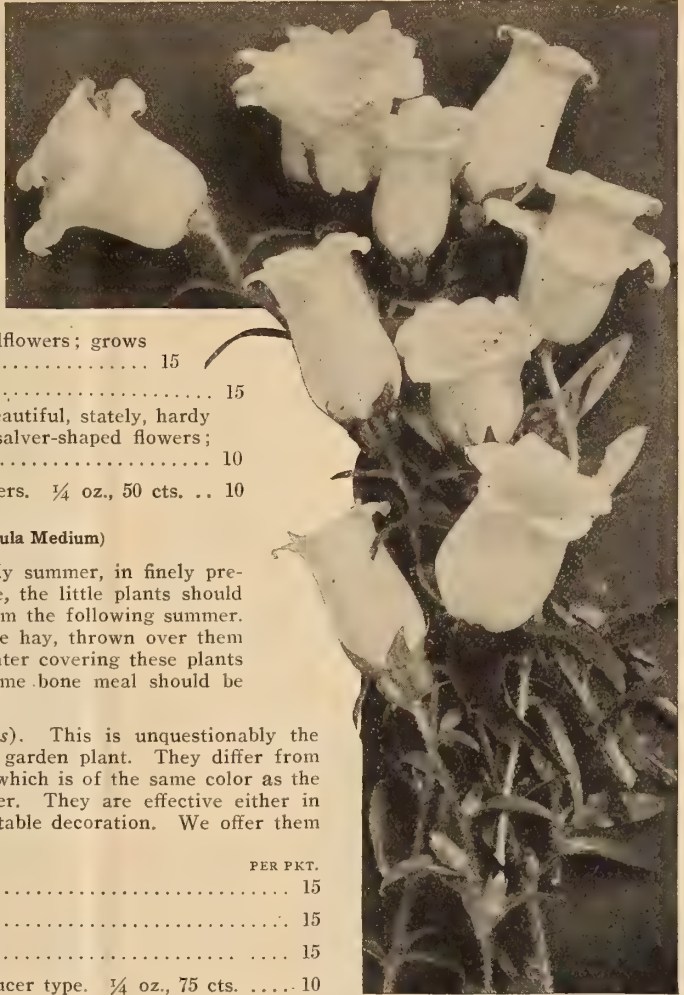 lflowers; grows
.............. 15
..................... 15
eautiful, stately, hardy
salver-shaped flowers;
..................... 10
ers. ¼ oz., 50 cts. .. 10
ula Medium)
ly summer, in finely pre-
e, the little plants should
m the following summer.
e hay, thrown over them
nter covering these plants
me bone meal should be
s). This is unquestionably the
garden plant. They differ from
which is of the same color as the
er. They are effective either in
table decoration. We offer them
PER PKT.
............................ 15
............................ 15
............................ 15
ucer type. ¼ oz., 75 cts. ..... 10